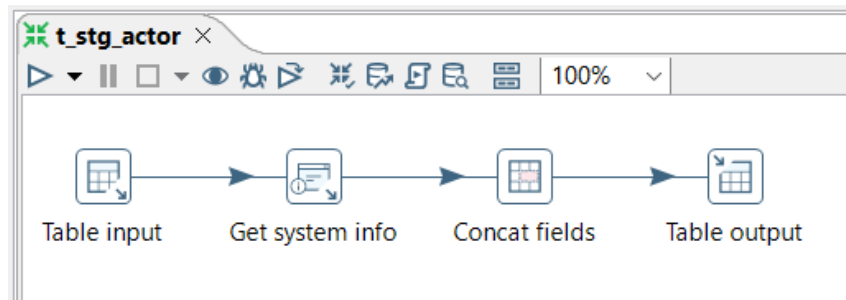 t_stg_actor
100%
Table input
Get system info
Concat fields
Table output